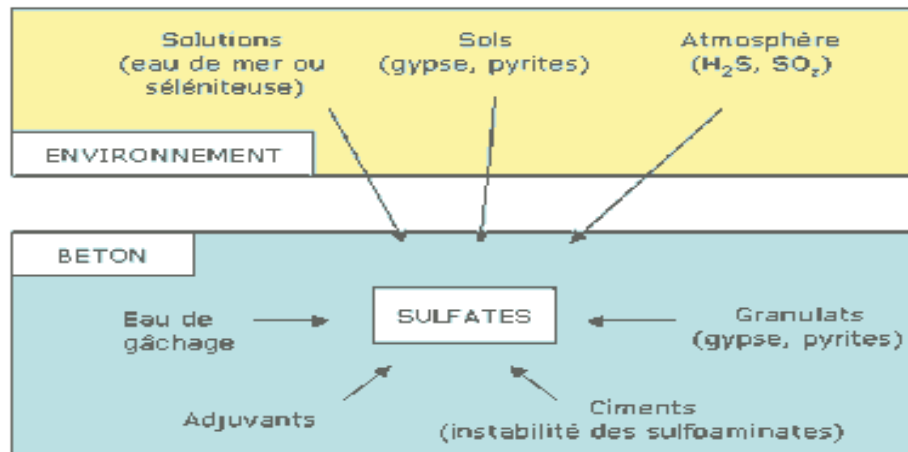 Solutions
(eau de mer ou
séléniteuse)
Sols
(gypse, pyrites)
Atmosphère
(H₂S, SO₂)
ENVIRONNEMENT
BETON
SULFATES
Eau de
gâchage
Granulats
(gypse, pyrites)
Adjuvants
Ciments
(instabilité des sulfoaminates)